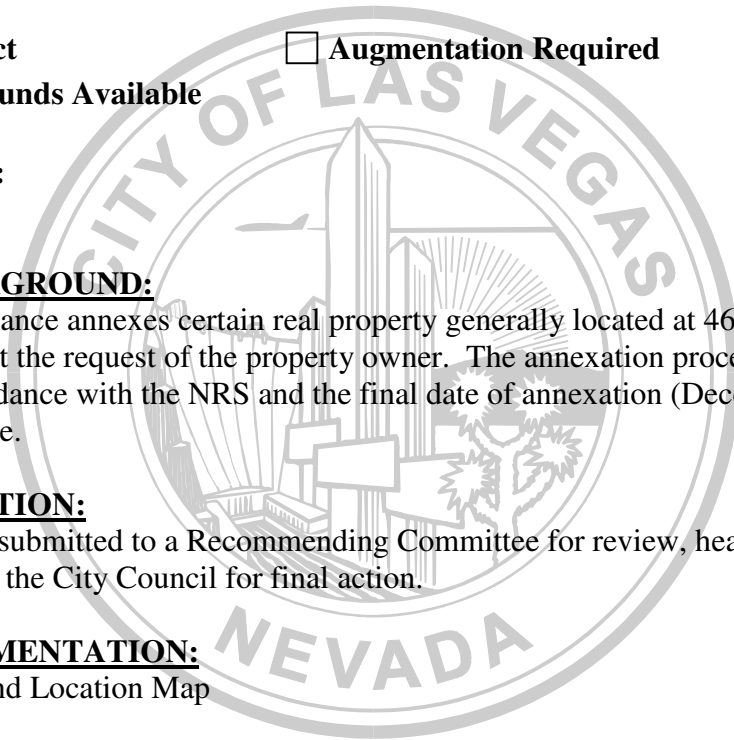 ct ☐ Augmentation Required
unds Available
:
GROUND:
ance annexes certain real property generally located at 46
t the request of the property owner. The annexation proce
dance with the NRS and the final date of annexation (Dec
e.
TION:
submitted to a Recommending Committee for review, hea
the City Council for final action.
MENTATION:
nd Location Map
CITY OF LAS VEGAS
NEVADA